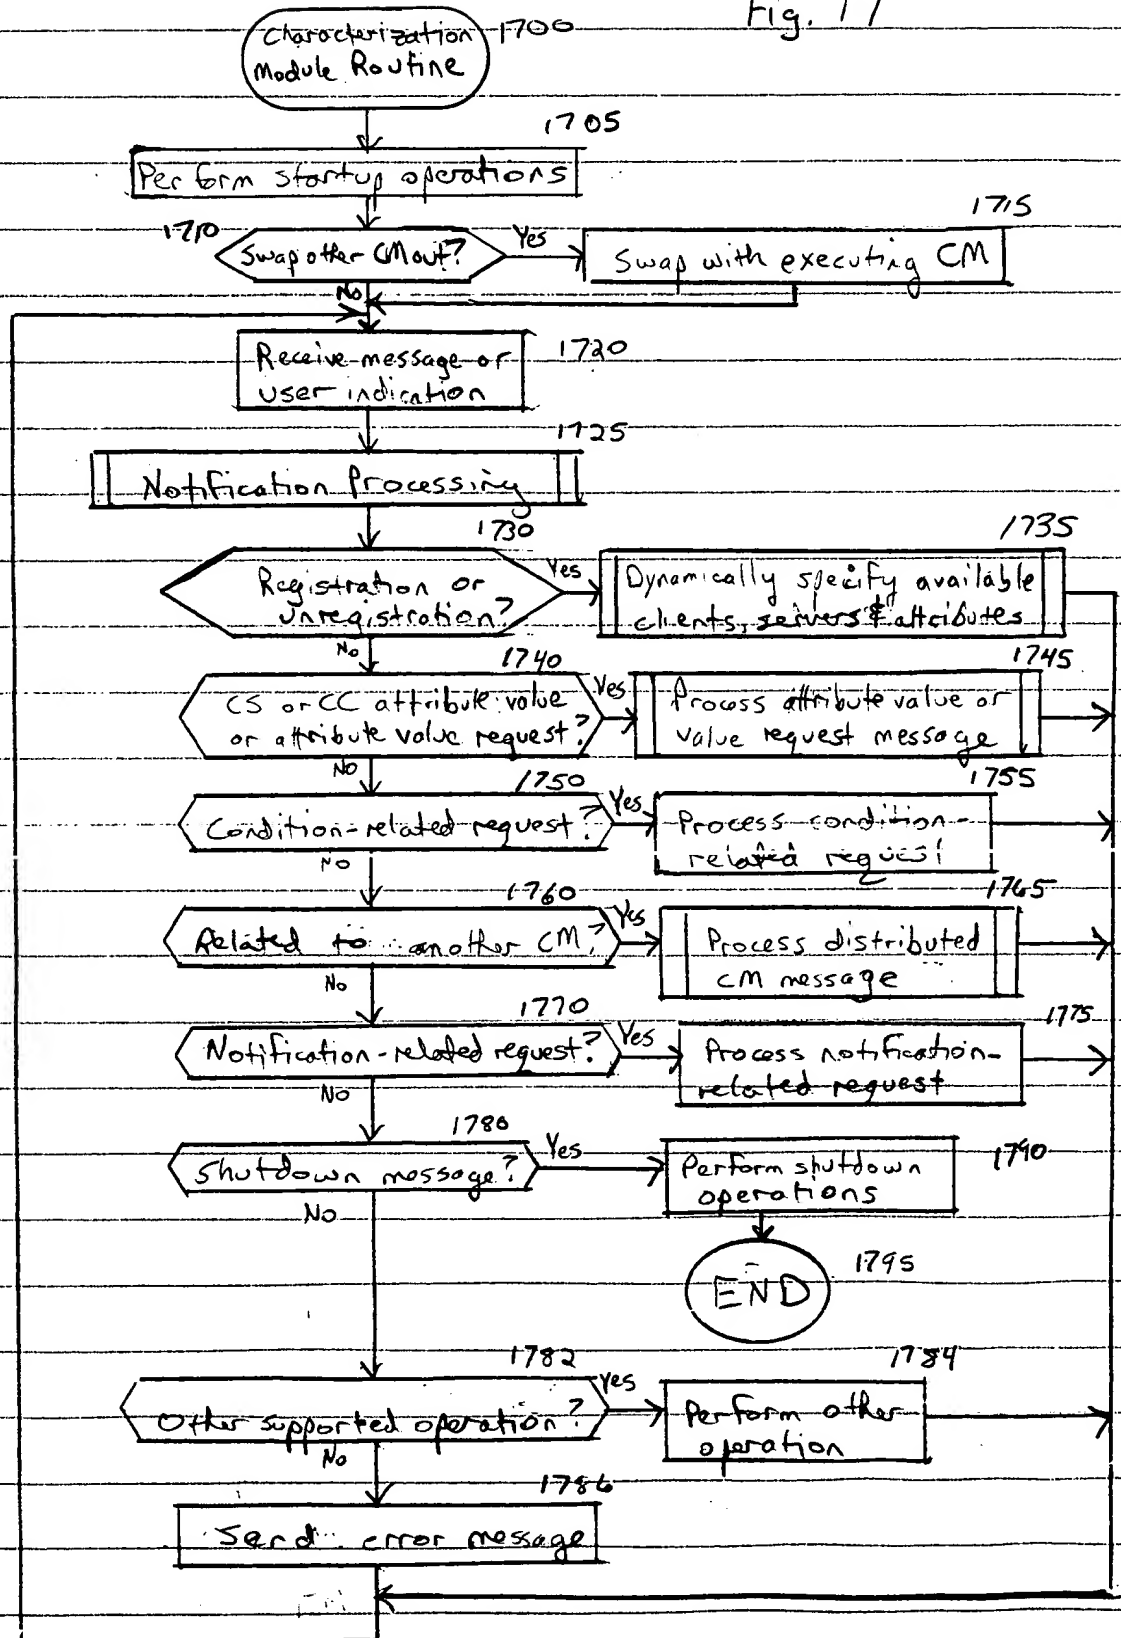 Fig. 17
Characterization
Module Routine
1700
1705
Perform startup operations
1710
Swap other CM out?
Yes
1715
Swap with executing CM
No
Receive message or
user indication
1720
1725
Notification Processing
1730
Registration or
unregistration?
Yes
1735
Dynamically specify available
clients, servers & attributes
No
1740
CS or CC attribute value
or attribute value request?
Yes
1745
Process attribute value or
value request message
No
1750
Condition-related request?
Yes
1755
Process condition-
related request
No
1760
Related to another CM?
Yes
1765
Process distributed
CM message
No
1770
Notification-related request?
Yes
1775
Process notification-
related request
No
1780
Shutdown message?
Yes
Perform shutdown
operations
1790
No
END
1795
1782
Other supported operation?
Yes
1784
Perform other
operation
No
1786
Send error message